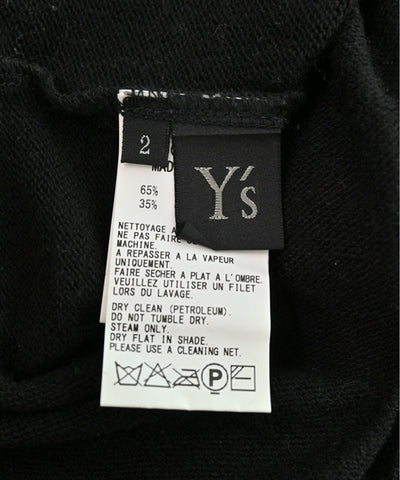 2
Y's
MAD
65%
35%
NETTOYAGE A
NE PAS FAIRE
MACHINE.
A REPASSER A LA VAPEUR
UNIQUEMENT.
FAIRE SECHER A PLAT A L'OMBRE.
VEUILLEZ UTILISER UN FILET
LORS DU LAVAGE.
DRY CLEAN (PETROLEUM).
DO NOT TUMBLE DRY.
STEAM ONLY.
DRY FLAT IN SHADE.
PLEASE USE A CLEANING NET.
P